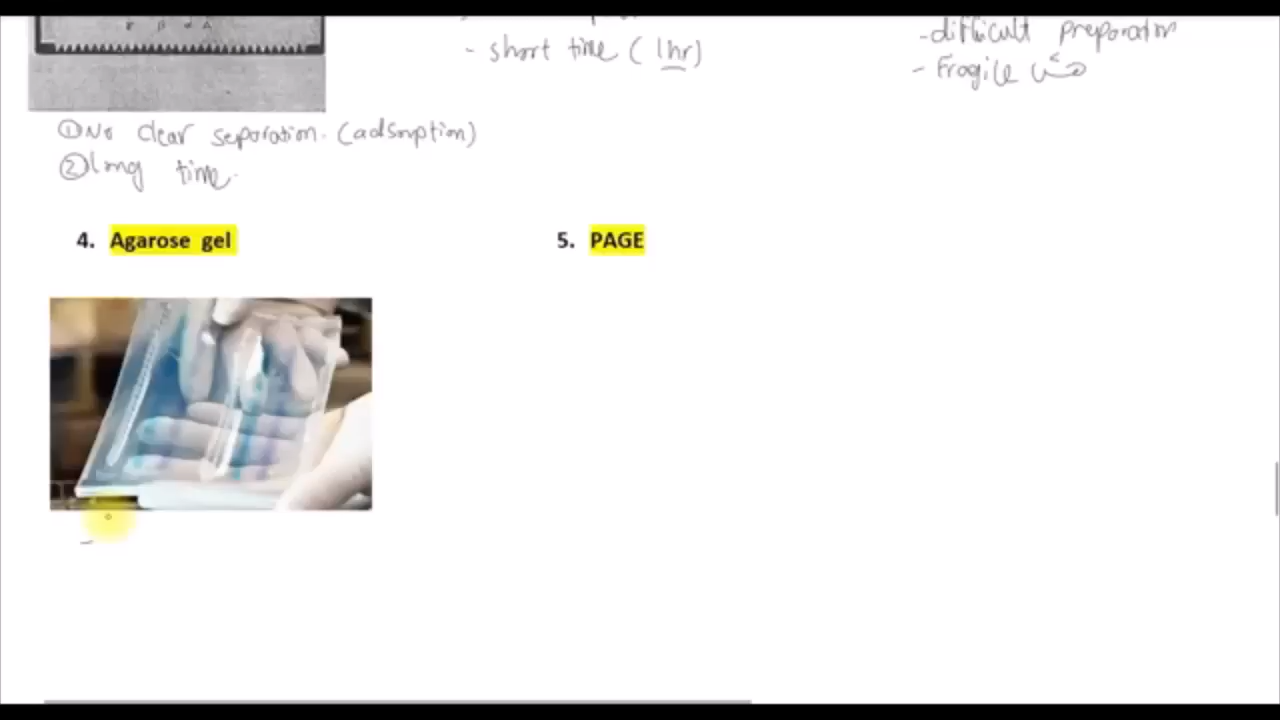 - short time (1hr)
- difficult preparation
- Fragile هش
① No clear separation. (adsorption)
② long time.
4. Agarose gel
5. PAGE